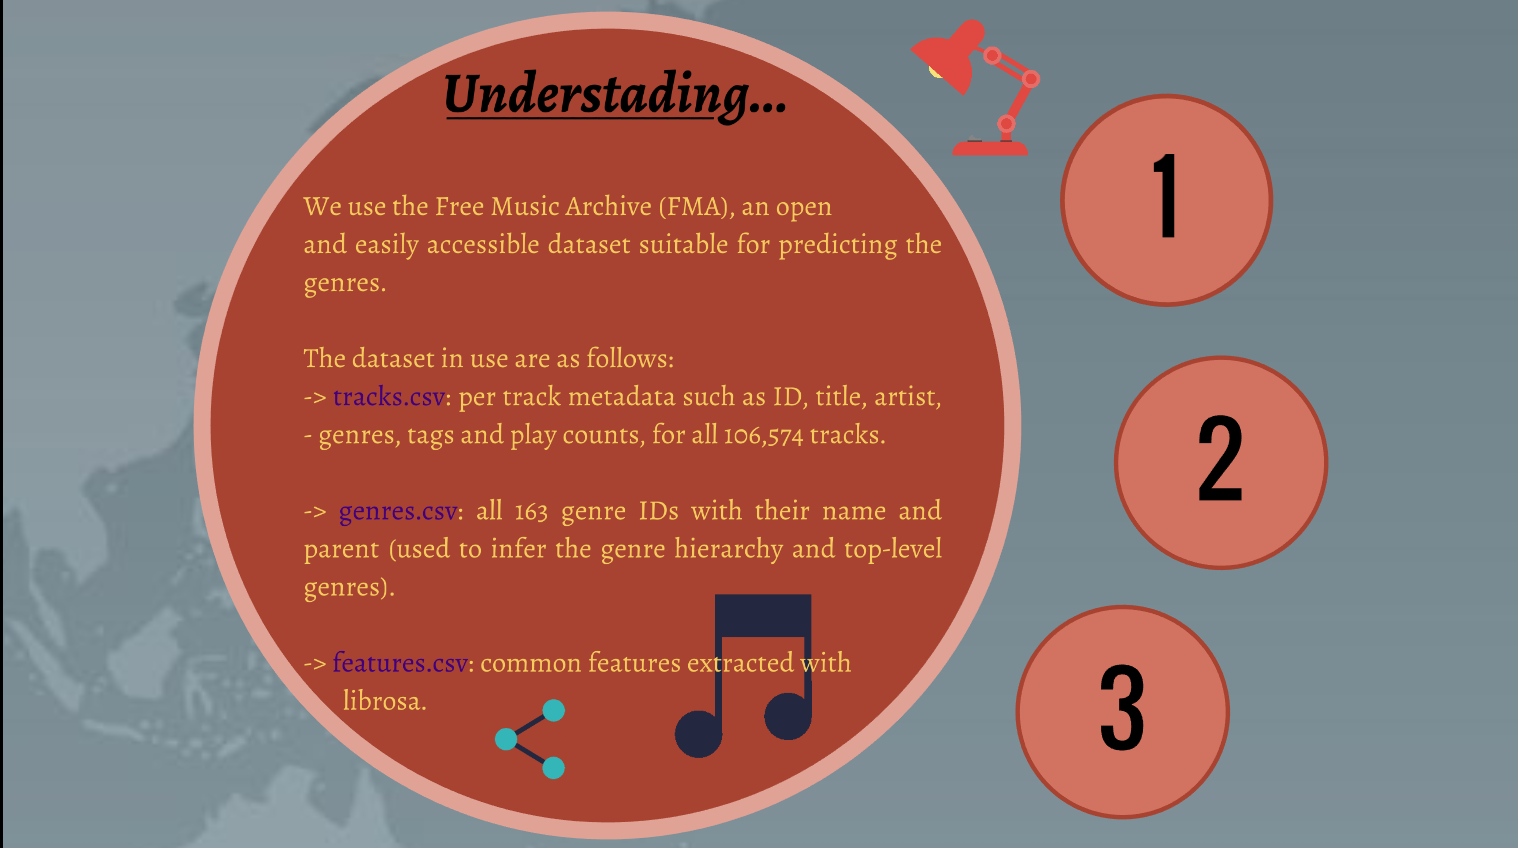 Understading...
We use the Free Music Archive (FMA), an open
and easily accessible dataset suitable for predicting the
genres.
The dataset in use are as follows:
-> tracks.csv: per track metadata such as ID, title, artist,
- genres, tags and play counts, for all 106,574 tracks.
-> genres.csv: all 163 genre IDs with their name and
parent (used to infer the genre hierarchy and top-level
genres).
-> features.csv: common features extracted with
librosa.
1
2
3